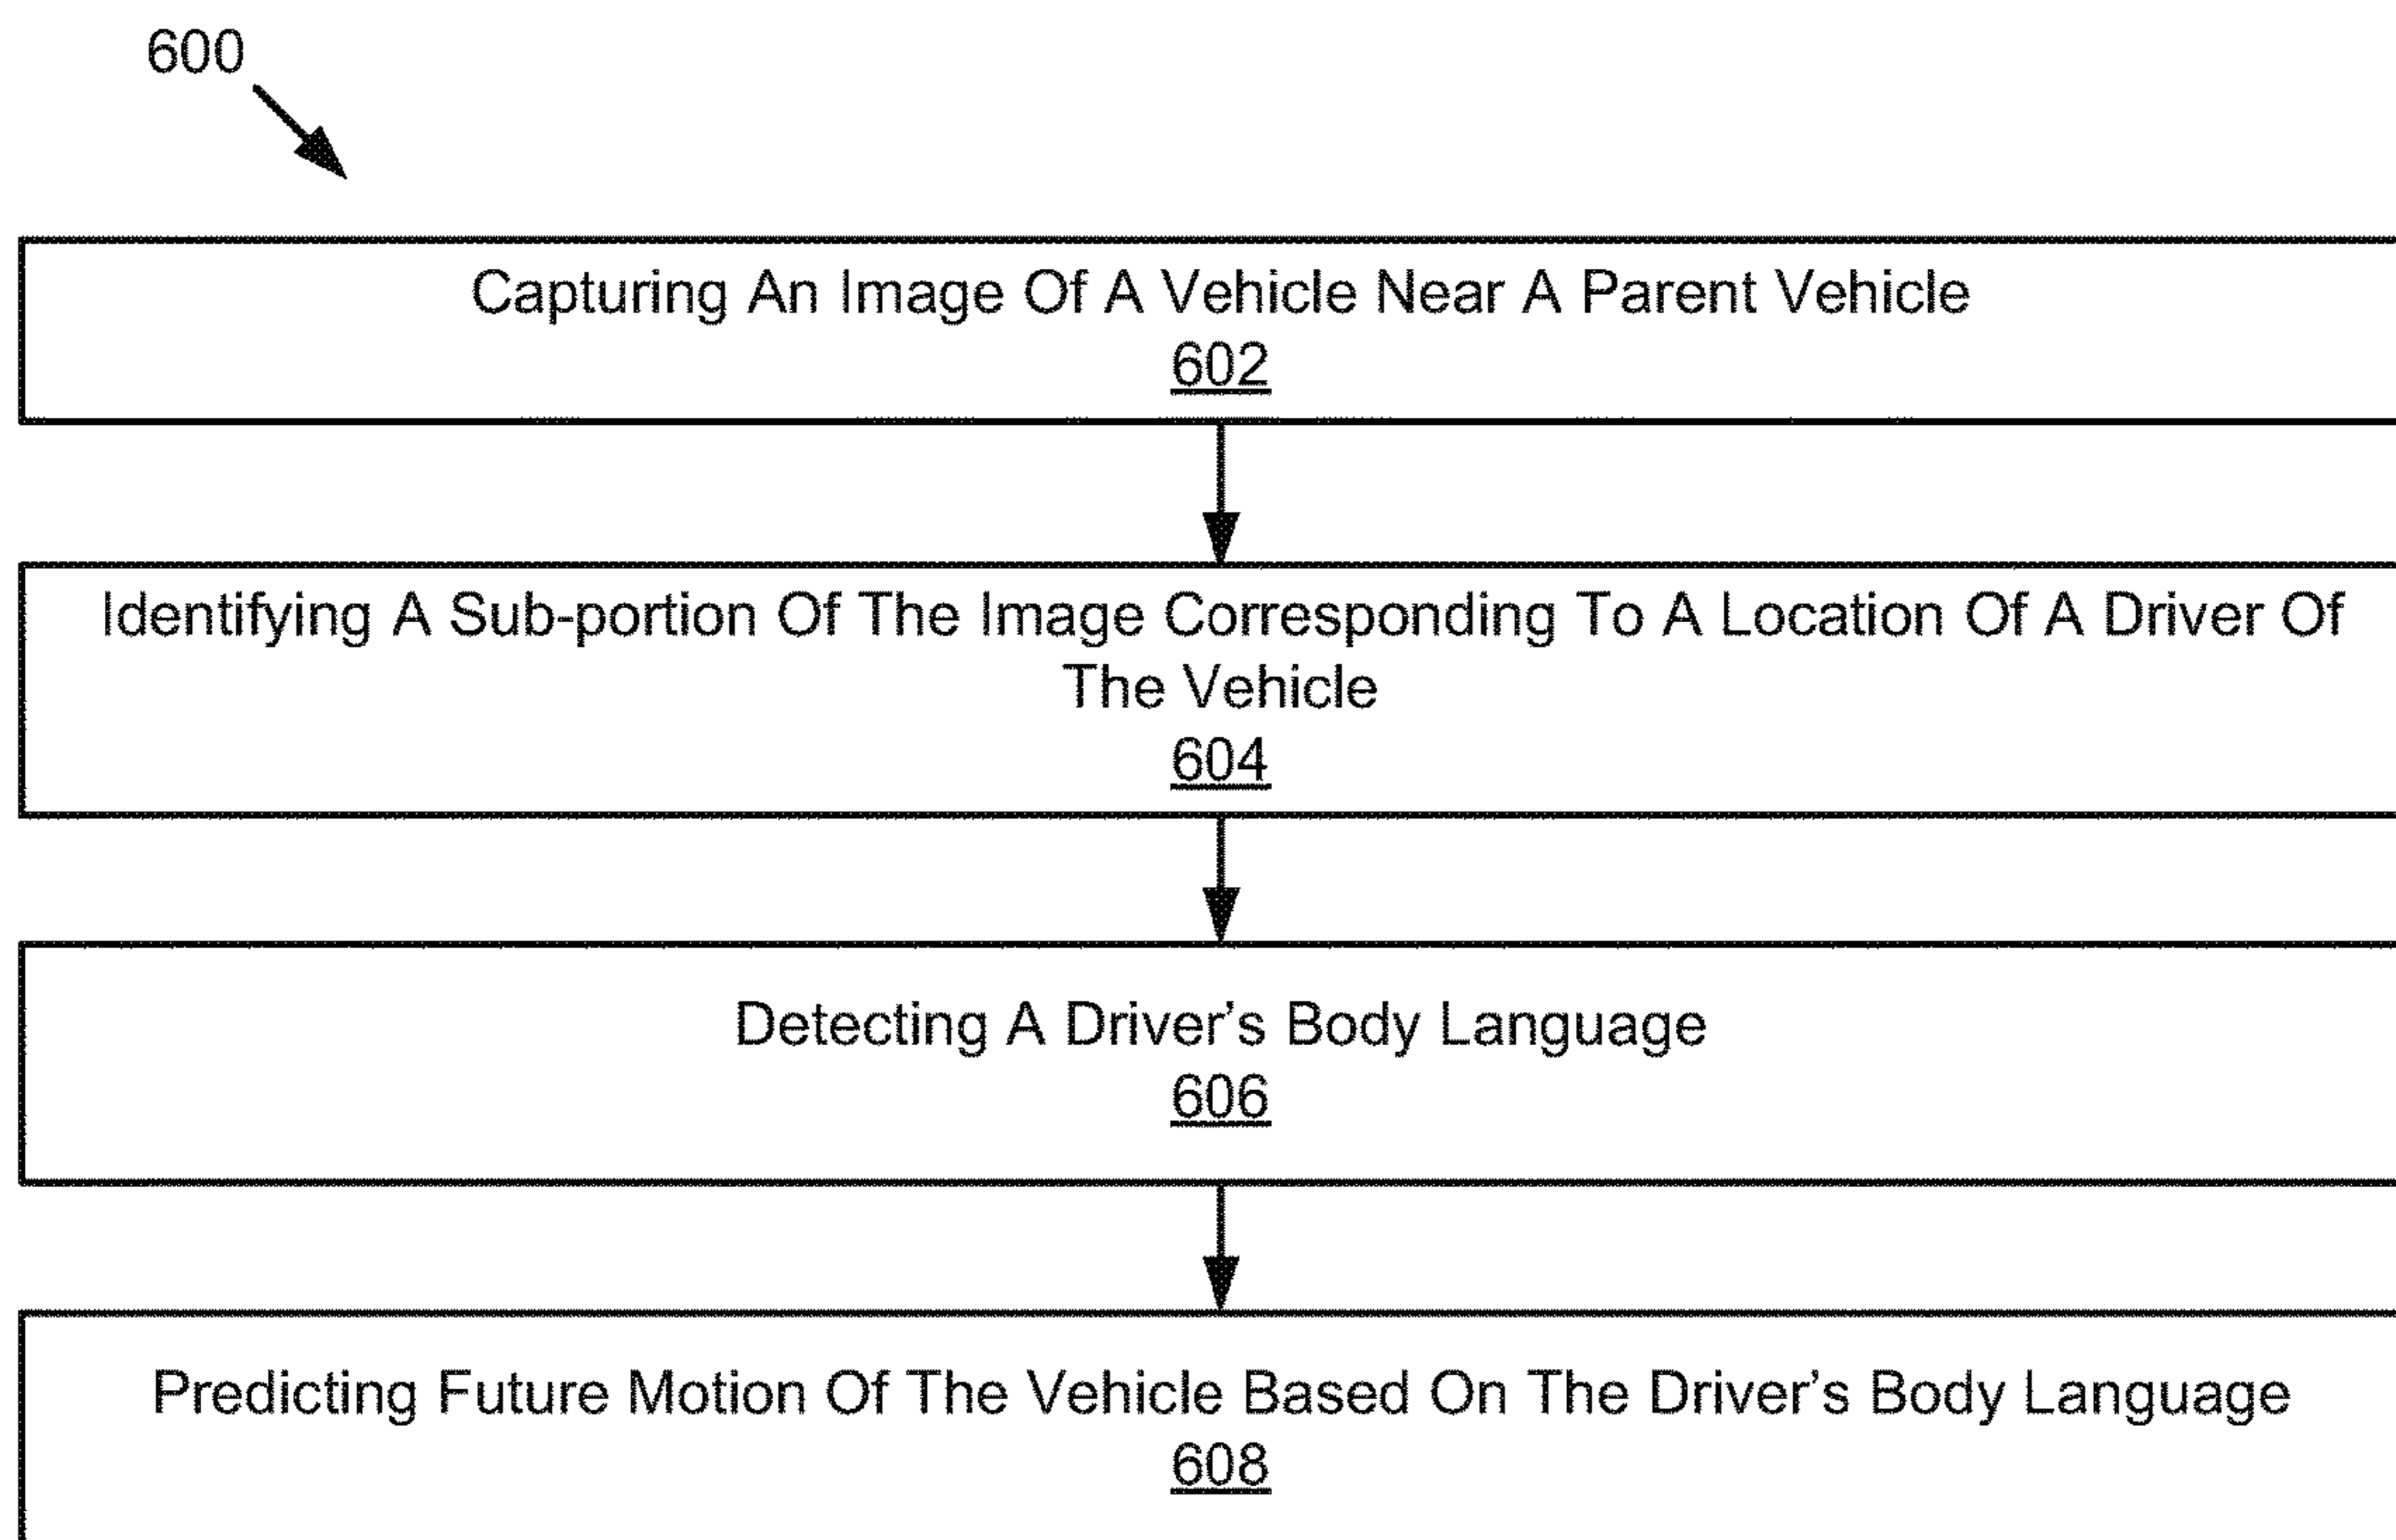 600
Capturing An Image Of A Vehicle Near A Parent Vehicle
602
Identifying A Sub-portion Of The Image Corresponding To A Location Of A Driver Of
The Vehicle
604
Detecting A Driver’s Body Language
606
Predicting Future Motion Of The Vehicle Based On The Driver’s Body Language
608